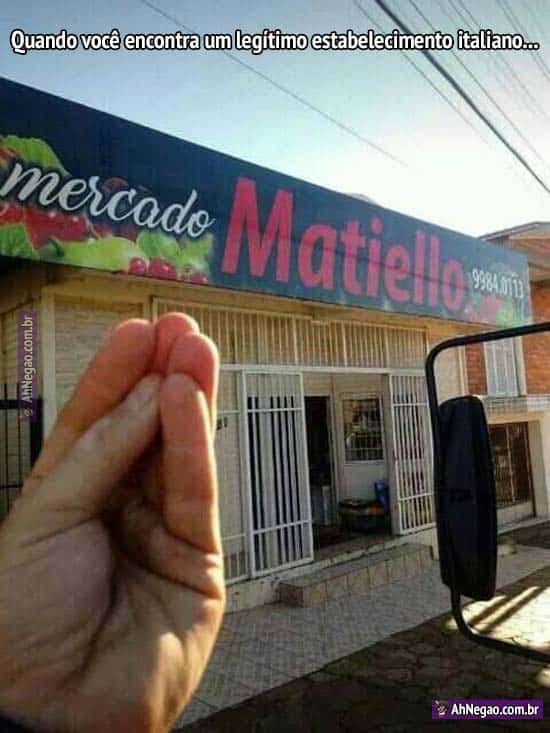 Quando você encontra um legítimo estabelecimento italiano...
mercado Matiello 9984.0113
AhNegao.com.br
AhNegao.com.br